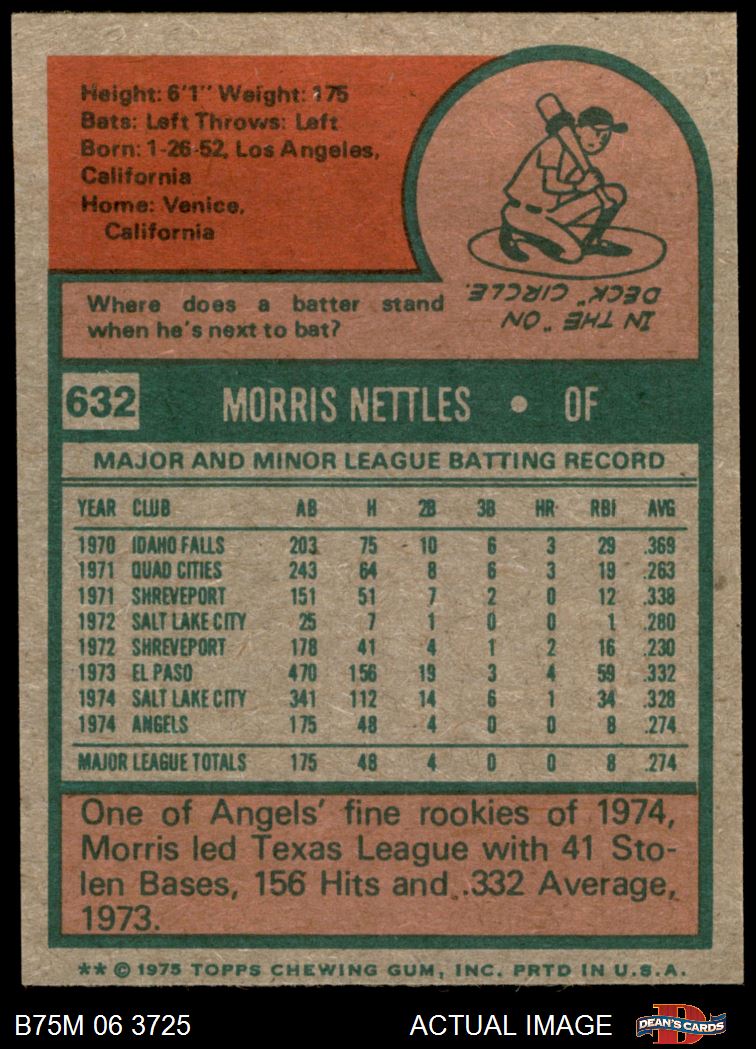 Height: 6'1" Weight: 175
Bats: Left Throws: Left
Born: 1-26-52, Los Angeles,
California
Home: Venice,
California
Where does a batter stand
when he's next to bat?
IN THE "ON
DECK" CIRCLE.
632 MORRIS NETTLES • OF
MAJOR AND MINOR LEAGUE BATTING RECORD
YEAR CLUB AB H 2B 3B HR RBI AVG
1970 IDAHO FALLS 203 75 10 6 3 29 .369
1971 QUAD CITIES 243 64 8 6 3 19 .263
1971 SHREVEPORT 151 51 7 2 0 12 .338
1972 SALT LAKE CITY 25 7 1 0 0 1 .280
1972 SHREVEPORT 178 41 4 1 2 16 .230
1973 EL PASO 470 156 19 3 4 59 .332
1974 SALT LAKE CITY 341 112 14 6 1 34 .328
1974 ANGELS 175 48 4 0 0 8 .274
MAJOR LEAGUE TOTALS 175 48 4 0 0 8 .274
One of Angels' fine rookies of 1974,
Morris led Texas League with 41 Sto-
len Bases, 156 Hits and .332 Average,
1973.
** © 1975 TOPPS CHEWING GUM, INC. PRTD IN U.S.A.
B75M 06 3725 ACTUAL IMAGE D DEAN'S CARDS